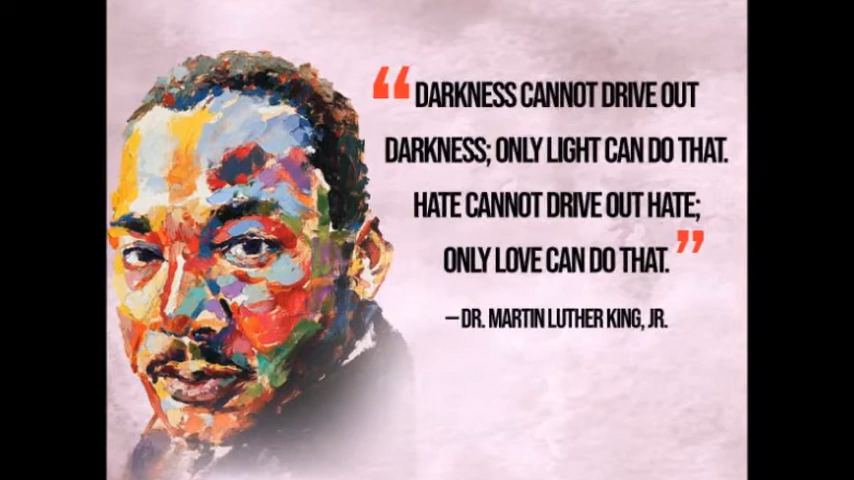 “DARKNESS CANNOT DRIVE OUT
DARKNESS; ONLY LIGHT CAN DO THAT.
HATE CANNOT DRIVE OUT HATE;
ONLY LOVE CAN DO THAT.”
– DR. MARTIN LUTHER KING, JR.